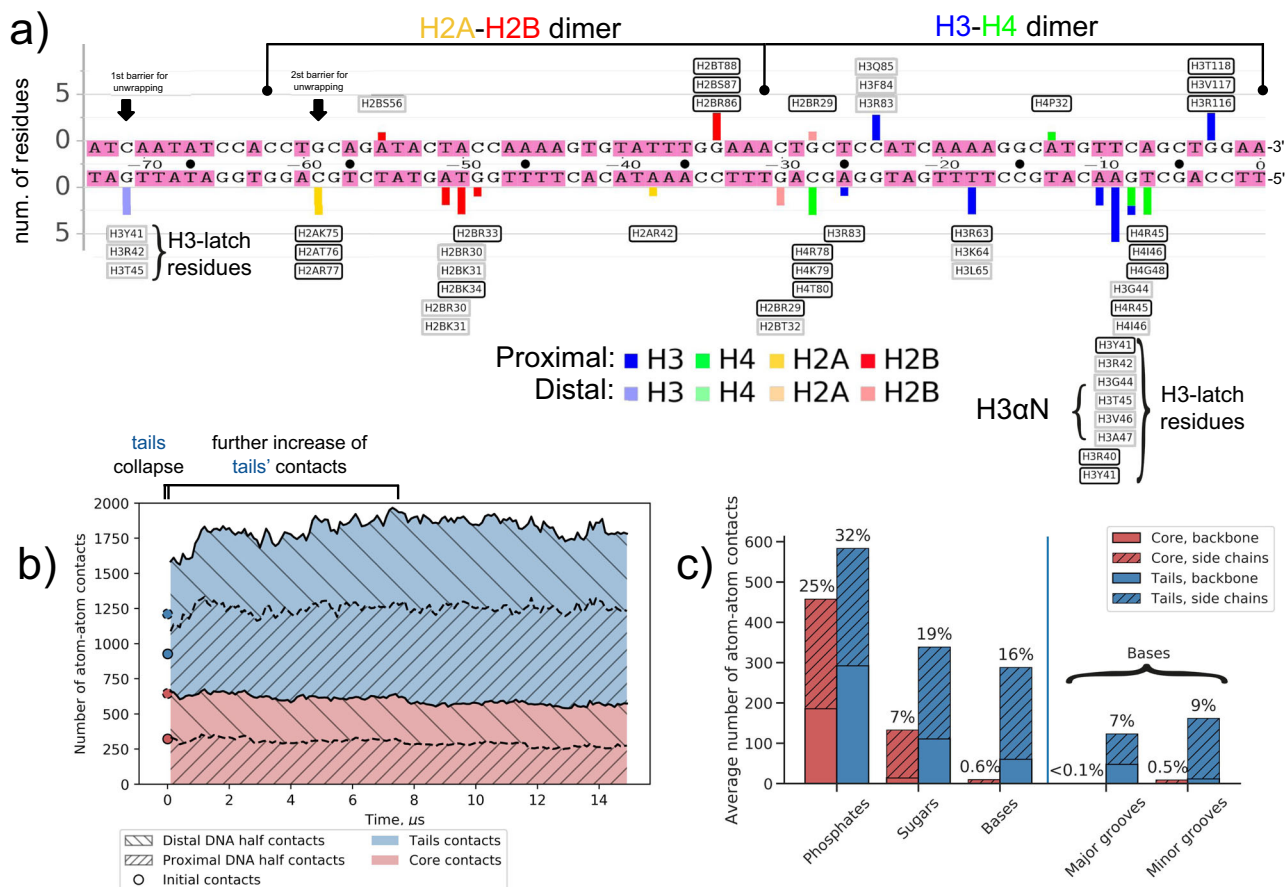 a)
H2A-H2B dimer
H3-H4 dimer
1st barrier for
unwrapping
2nd barrier for
unwrapping
H2BS56
H2BT88
H2BS87
H2BR86
H2BR29
H3Q85
H3F84
H3R83
H4P32
H3T118
H3V117
H3R116
num. of residues
5
0
0
5
ATCAATATCCACCTGCAGATACTACCAAAAGTGTATTTGGAAACTGCTCCATCAAAAGGCATGTTCAGCTGGAA-3'
−70 −60 −50 −40 −30 −20 −10 0
TAGTTATAGGTGGACGTCTATGATGGTTTTCACATAAACCTTTGACGAGGTAGTTTTCCGTACAAGTCGACCTT-5'
H3Y41
H3R42
H3T45
H3-latch
residues
H2AK75
H2AT76
H2AR77
H2BR33
H2BR30
H2BK31
H2BK34
H2BR30
H2BK31
H2AR42
H3R83
H4R78
H4K79
H4T80
H2BR29
H2BT32
H3R63
H3K64
H3L65
H4R45
H4I46
H4G48
H3G44
H4R45
H4I46
H3Y41
H3R42
H3G44
H3T45
H3V46
H3A47
H3R40
H3Y41
H3αN
H3-latch
residues
Proximal: H3 H4 H2A H2B
Distal: H3 H4 H2A H2B
b)
tails
collapse
further increase of
tails' contacts
Number of atom-atom contacts
2000
1750
1500
1250
1000
750
500
250
0
0 2 4 6 8 10 12 14
Time, μs
Distal DNA half contacts
Proximal DNA half contacts
Initial contacts
Tails contacts
Core contacts
c)
Average number of atom-atom contacts
600
500
400
300
200
100
0
25%
32%
7%
19%
0.6%
16%
<0.1%
7%
0.5%
9%
Bases
Core, backbone
Core, side chains
Tails, backbone
Tails, side chains
Phosphates
Sugars
Bases
Major grooves
Minor grooves